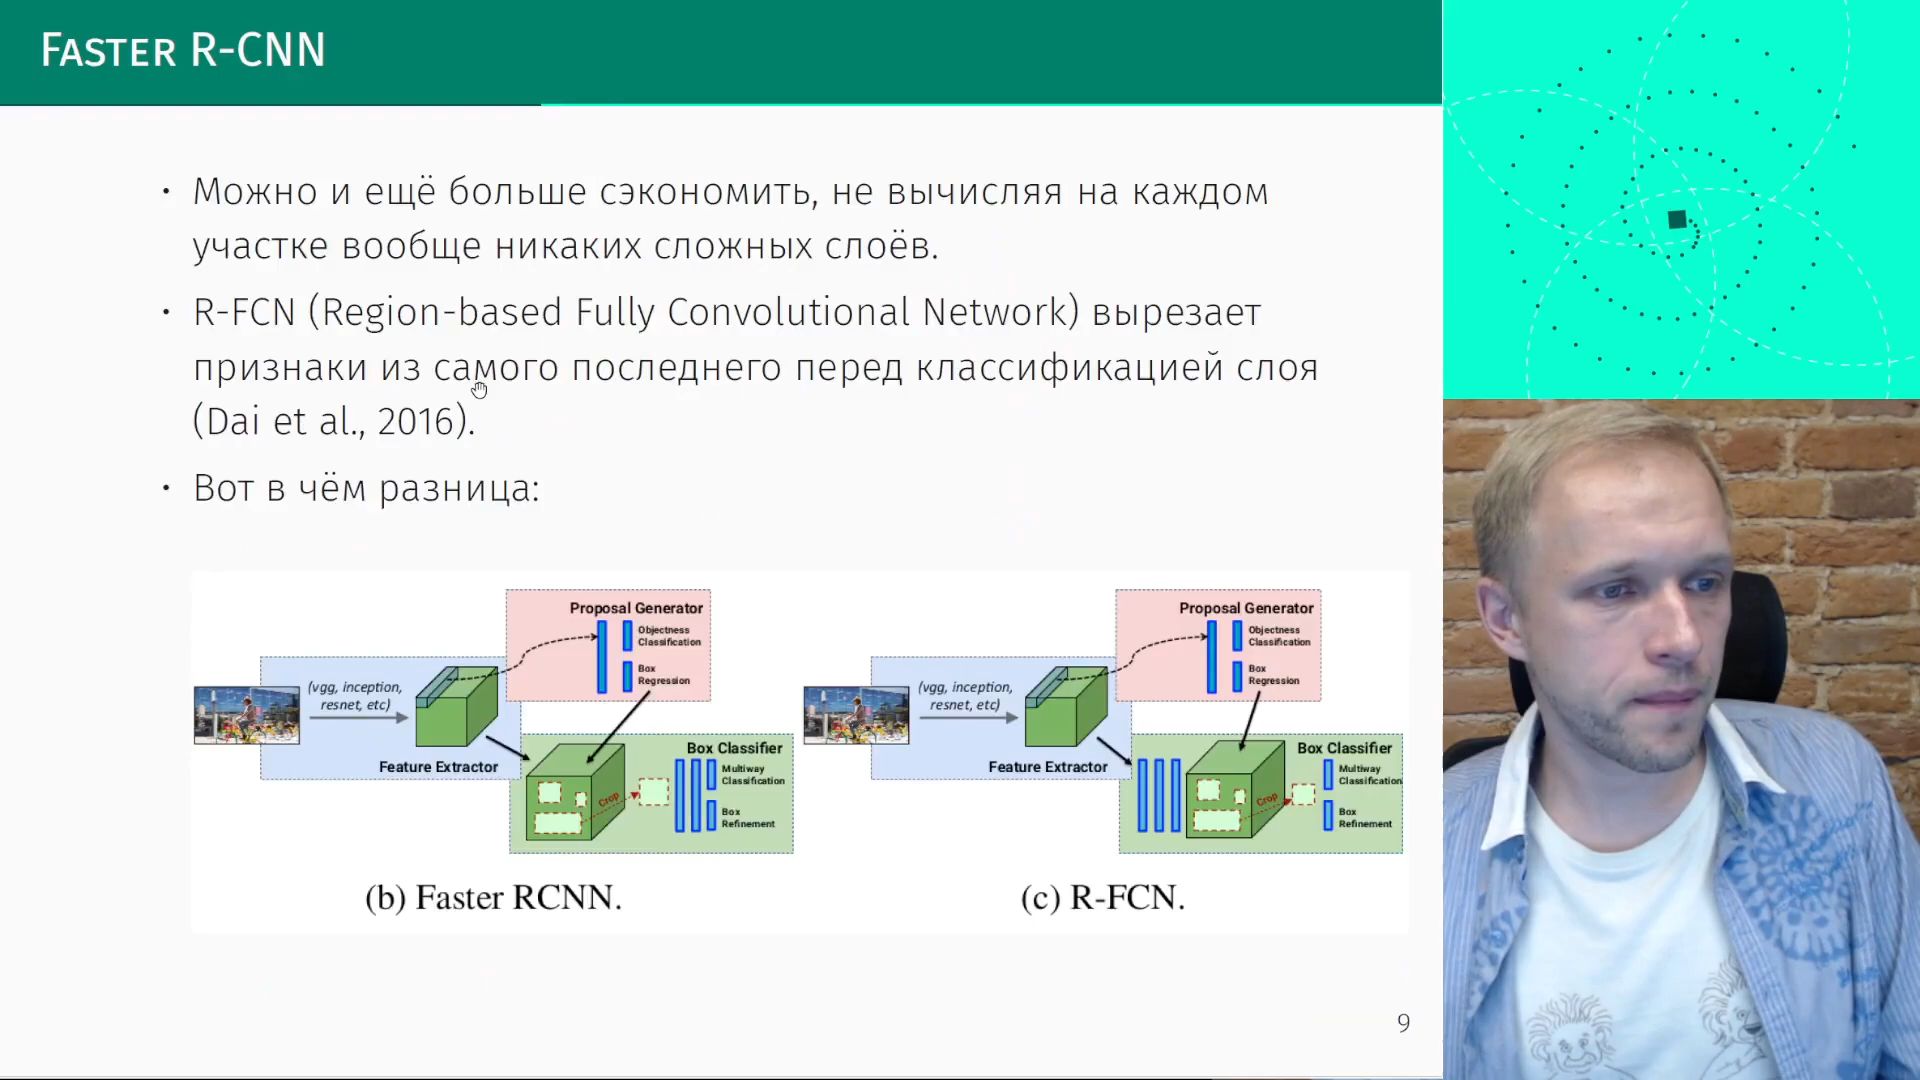 Faster R-CNN
• Можно и ещё больше сэкономить, не вычисляя на каждом
участке вообще никаких сложных слоёв.
• R-FCN (Region-based Fully Convolutional Network) вырезает
признаки из самого последнего перед классификацией слоя
(Dai et al., 2016).
• Вот в чём разница:
Proposal Generator
Objectness
Classification
Box
Regression
(vgg, inception,
resnet, etc)
Feature Extractor
Box Classifier
Multiway
Classification
Crop
Box
Refinement
(b) Faster RCNN.
Proposal Generator
Objectness
Classification
Box
Regression
(vgg, inception,
resnet, etc)
Feature Extractor
Box Classifier
Multiway
Classification
Crop
Box
Refinement
(c) R-FCN.
9